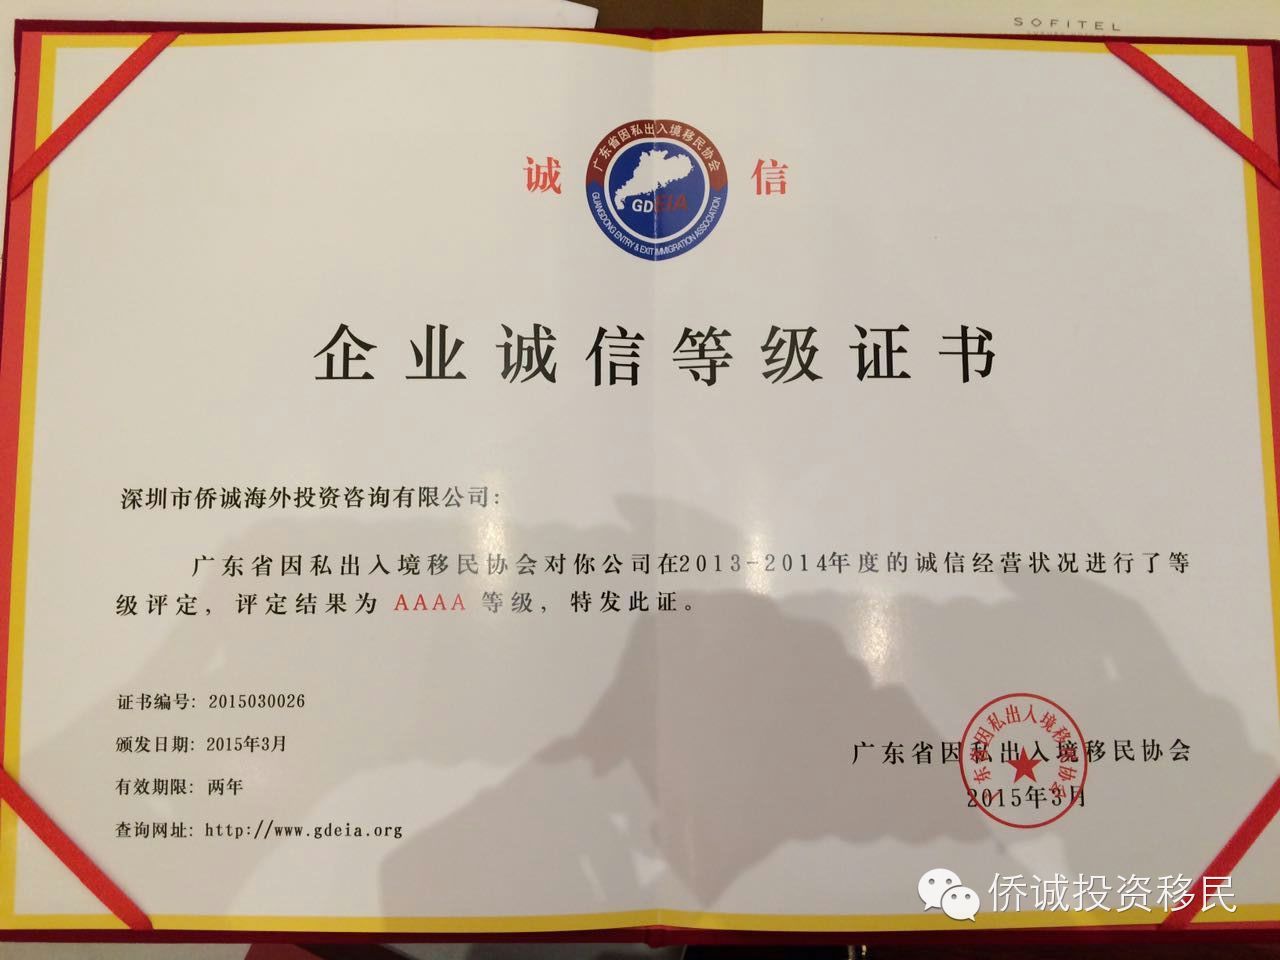 SOFITEL
诚 信
广东省因私出入境移民协会
GDEIA
GUANGDONG ENTRY & EXIT IMMIGRATION ASSOCIATION
企业诚信等级证书
深圳市侨诚海外投资咨询有限公司：
广东省因私出入境移民协会对你公司在2013-2014年度的诚信经营状况进行了等
级评定，评定结果为 AAAA 等级，特发此证。
证书编号：2015030026
颁发日期：2015年3月
有效期限：两年
查询网址：http://www.gdeia.org
广东省因私出入境移民协会
2015年3月
广东省因私出入境移民协会
侨诚投资移民